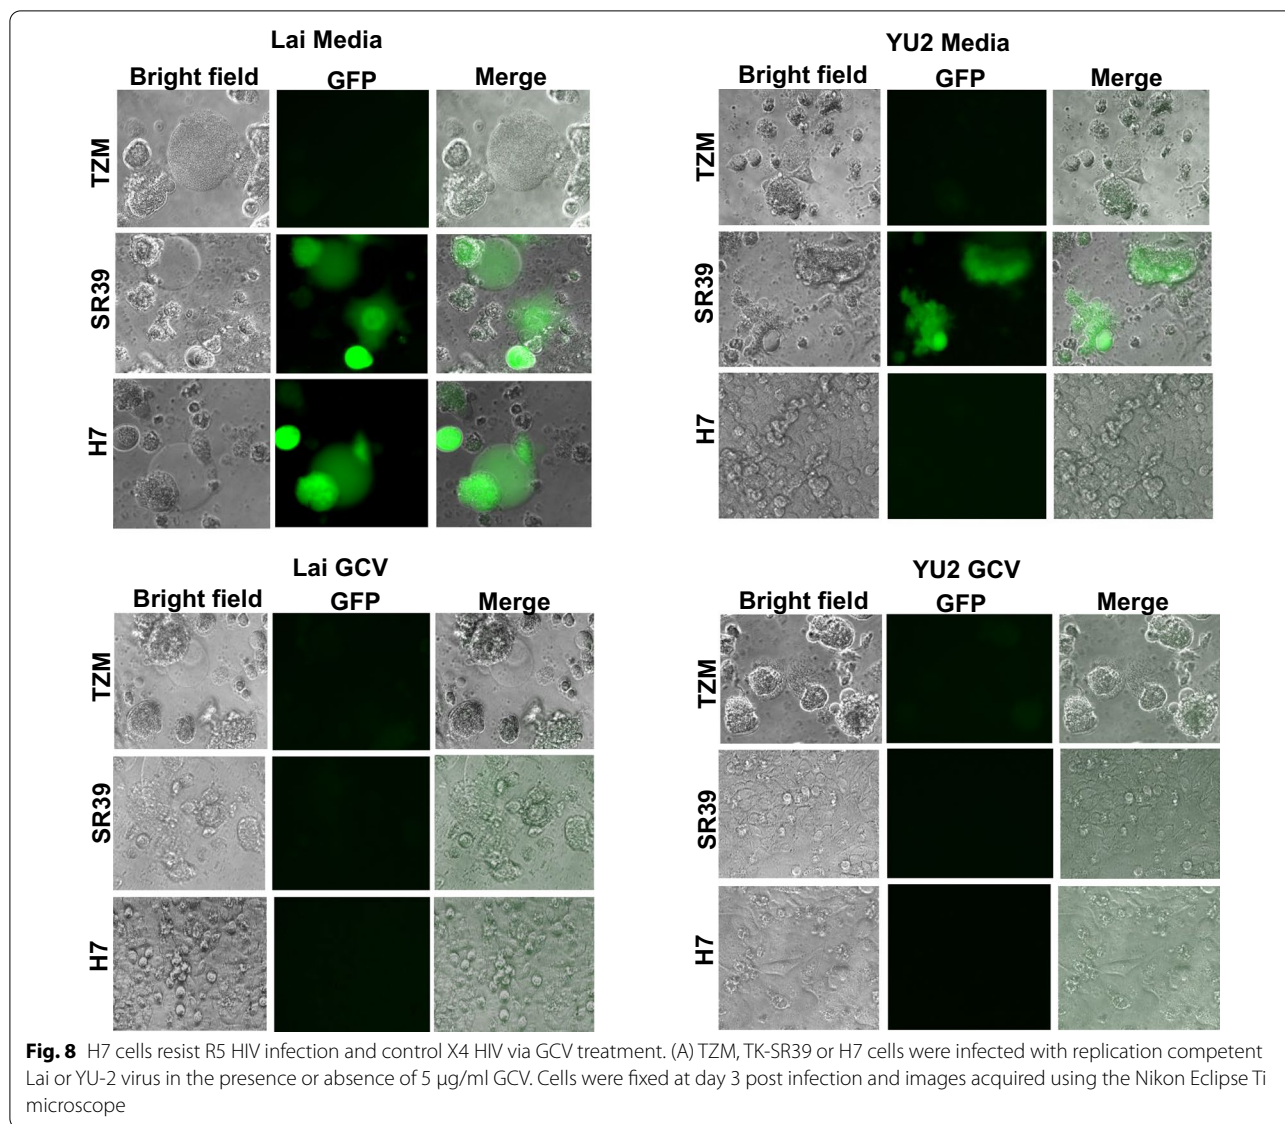 Lai Media
Bright field GFP Merge
TZM
SR39
H7
YU2 Media
Bright field GFP Merge
TZM
SR39
H7
Lai GCV
Bright field GFP Merge
TZM
SR39
H7
YU2 GCV
Bright field GFP Merge
TZM
SR39
H7
Fig. 8 H7 cells resist R5 HIV infection and control X4 HIV via GCV treatment. (A) TZM, TK-SR39 or H7 cells were infected with replication competent
Lai or YU-2 virus in the presence or absence of 5 µg/ml GCV. Cells were fixed at day 3 post infection and images acquired using the Nikon Eclipse Ti
microscope